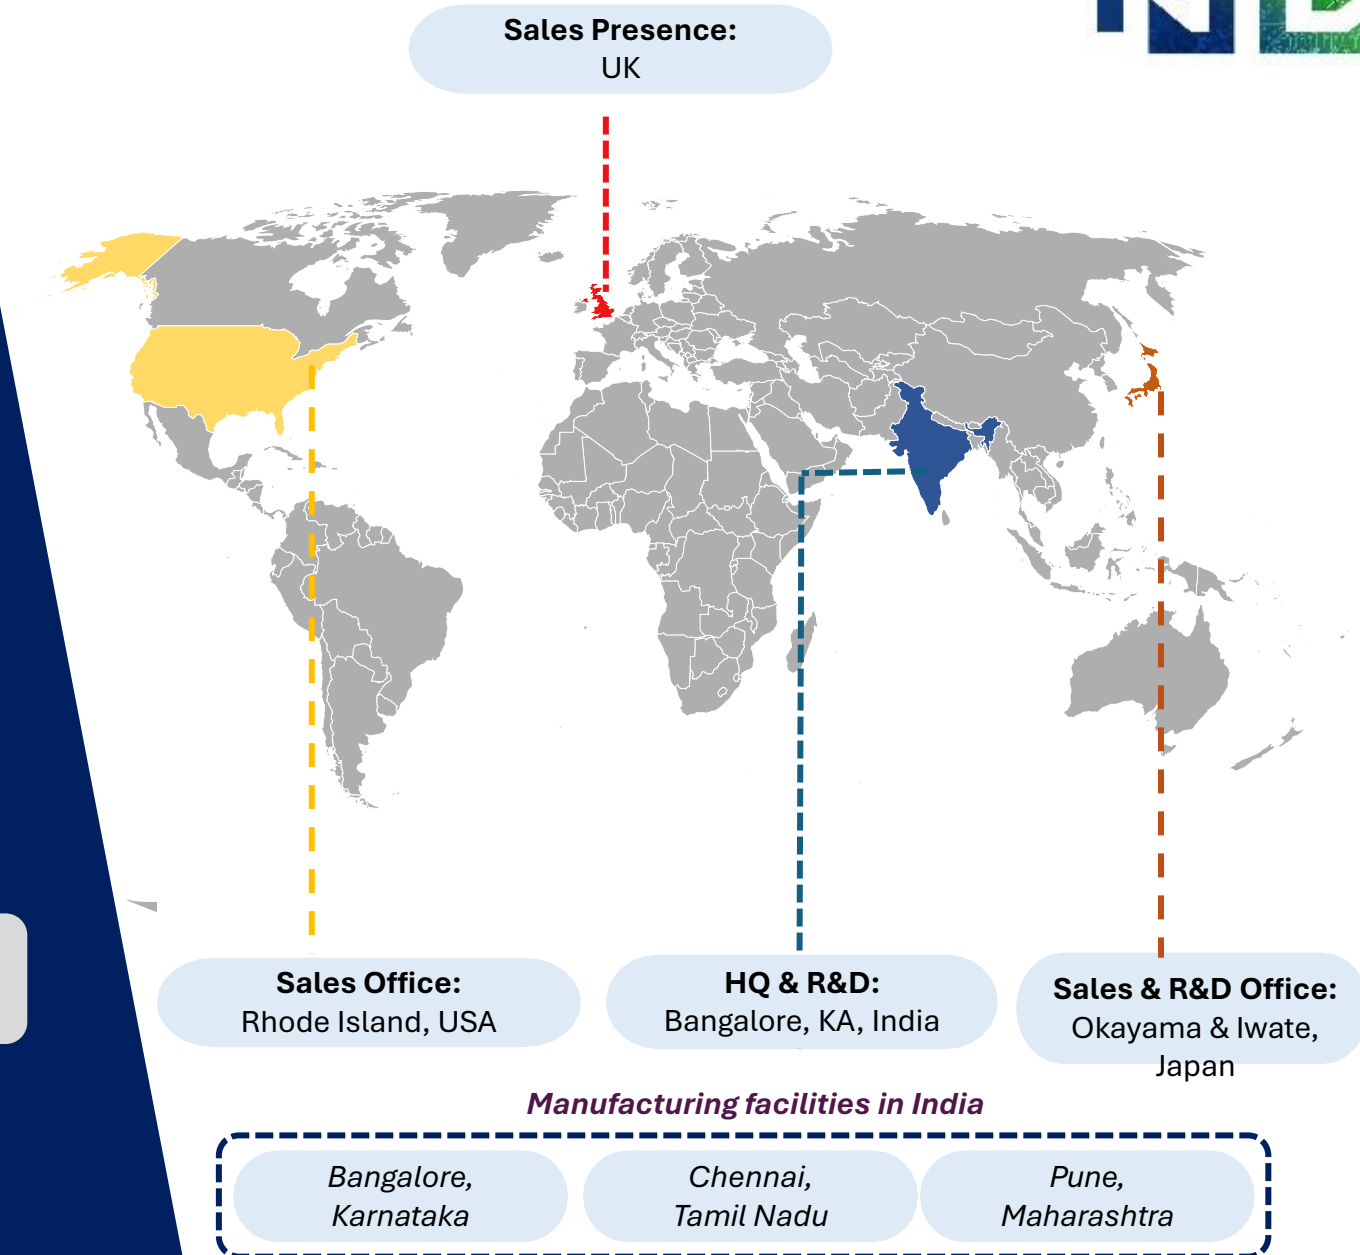 Sales Presence:
UK
Sales Office:
Rhode Island, USA
HQ & R&D:
Bangalore, KA, India
Sales & R&D Office:
Okayama & Iwate,
Japan
Manufacturing facilities in India
Bangalore,
Karnataka
Chennai,
Tamil Nadu
Pune,
Maharashtra